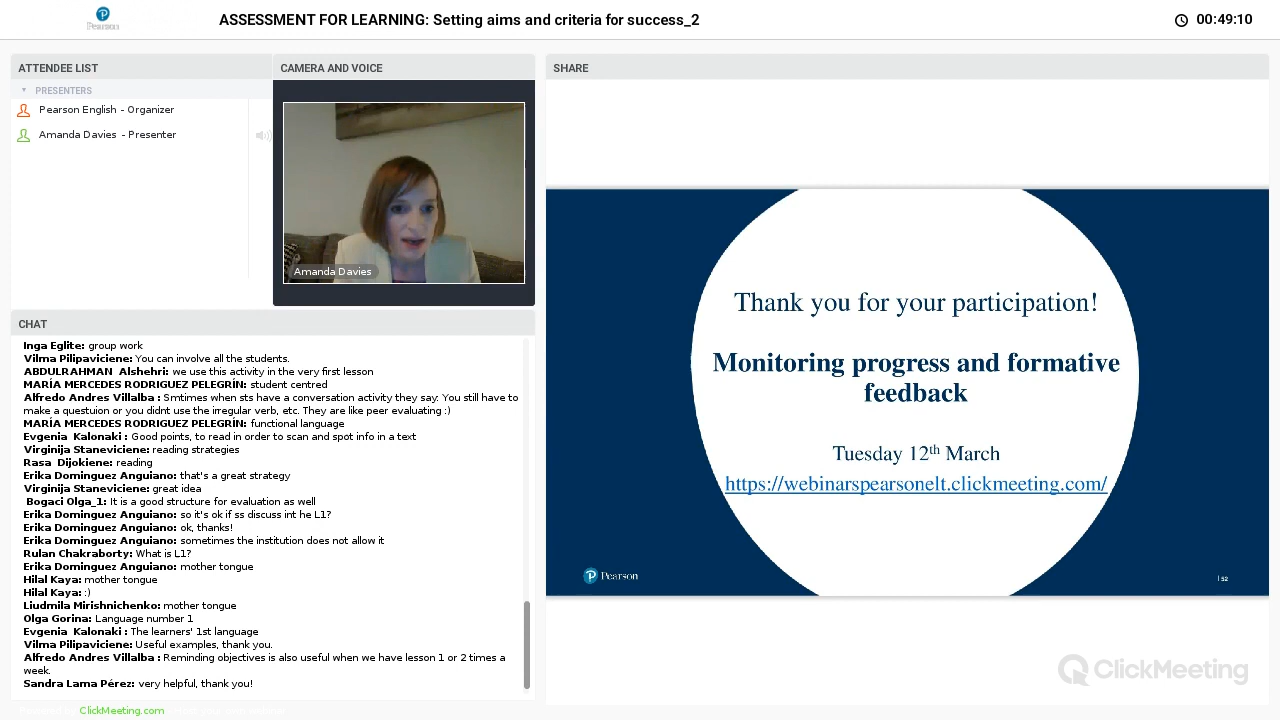 Pearson
ASSESSMENT FOR LEARNING: Setting aims and criteria for success_2
00:49:10
ATTENDEE LIST
PRESENTERS
Pearson English - Organizer
Amanda Davies - Presenter
CAMERA AND VOICE
Amanda Davies
CHAT
Inga Eglite: group work
Vilma Pilipaviciene: You can involve all the students.
ABDULRAHMAN Alshehri: we use this activity in the very first lesson
MARÍA MERCEDES RODRIGUEZ PELEGRÍN: student centred
Alfredo Andres Villalba : Smtimes when sts have a conversation activity they say: You still have to
make a questuion or you didnt use the irregular verb, etc. They are like peer evaluating :)
MARÍA MERCEDES RODRIGUEZ PELEGRÍN: functional language
Evgenia Kalonaki : Good points, to read in order to scan and spot info in a text
Virginija Staneviciene: reading strategies
Rasa Dijokiene: reading
Erika Dominguez Anguiano: that's a great strategy
Virginija Staneviciene: great idea
Bogaci Olga_1: It is a good structure for evaluation as well
Erika Dominguez Anguiano: so it's ok if ss discuss int he L1?
Erika Dominguez Anguiano: ok, thanks!
Erika Dominguez Anguiano: sometimes the institution does not allow it
Rulan Chakraborty: What is L1?
Erika Dominguez Anguiano: mother tongue
Hilal Kaya: mother tongue
Hilal Kaya: :)
Liudmila Mirishnichenko: mother tongue
Olga Gorina: Language number 1
Evgenia Kalonaki : The learners' 1st language
Vilma Pilipaviciene: Useful examples, thank you.
Alfredo Andres Villalba : Reminding objectives is also useful when we have lesson 1 or 2 times a
week.
Sandra Lama Pérez: very helpful, thank you!
ClickMeeting.com
SHARE
Thank you for your participation!
Monitoring progress and formative
feedback
Tuesday 12th March
https://webinarspearsonelt.clickmeeting.com/
Pearson
52
ClickMeeting